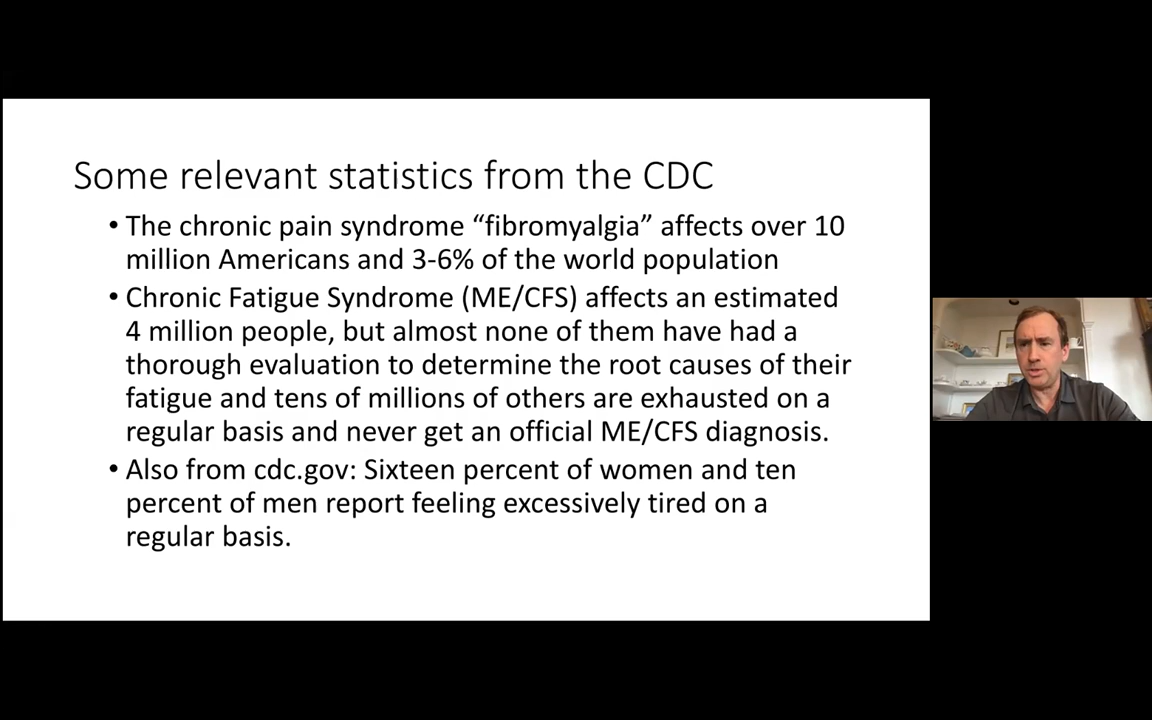 Some relevant statistics from the CDC
• The chronic pain syndrome “fibromyalgia” affects over 10
million Americans and 3-6% of the world population
• Chronic Fatigue Syndrome (ME/CFS) affects an estimated
4 million people, but almost none of them have had a
thorough evaluation to determine the root causes of their
fatigue and tens of millions of others are exhausted on a
regular basis and never get an official ME/CFS diagnosis.
• Also from cdc.gov: Sixteen percent of women and ten
percent of men report feeling excessively tired on a
regular basis.